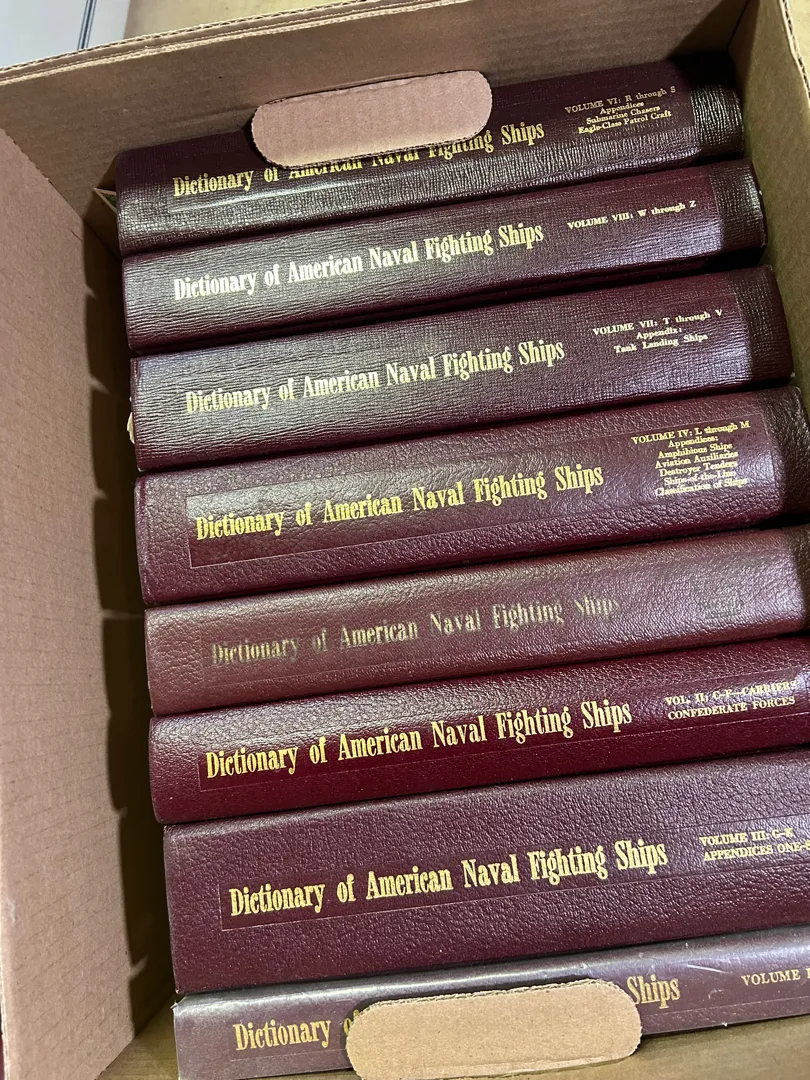 Dictionary of American Naval Fighting Ships
VOLUME VI: R through S
Appendices
Submarine Chasers
Eagle-Class Patrol Craft
Dictionary of American Naval Fighting Ships
VOLUME VIII: W through Z
Dictionary of American Naval Fighting Ships
VOLUME VII: T through V
Appendix:
Tank Landing Ships
Dictionary of American Naval Fighting Ships
VOLUME IV: L through M
Appendices:
Amphibious Ships
Aviation Auxiliaries
Destroyer Tenders
Ships-of-the-Line
Classification of Ships
Dictionary of American Naval Fighting Ships
Dictionary of American Naval Fighting Ships
VOL. II: C-F—CARRIERS
CONFEDERATE FORCES
Dictionary of American Naval Fighting Ships
VOLUME III: G-K
APPENDICES ONE-
Dictionary of Ships
VOLUME